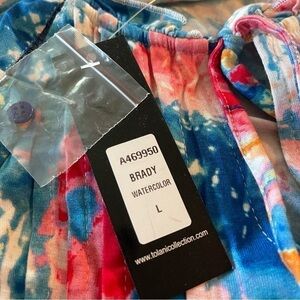 A469950
BRADY
WATERCOLOR
L
www.tolanicollection.com